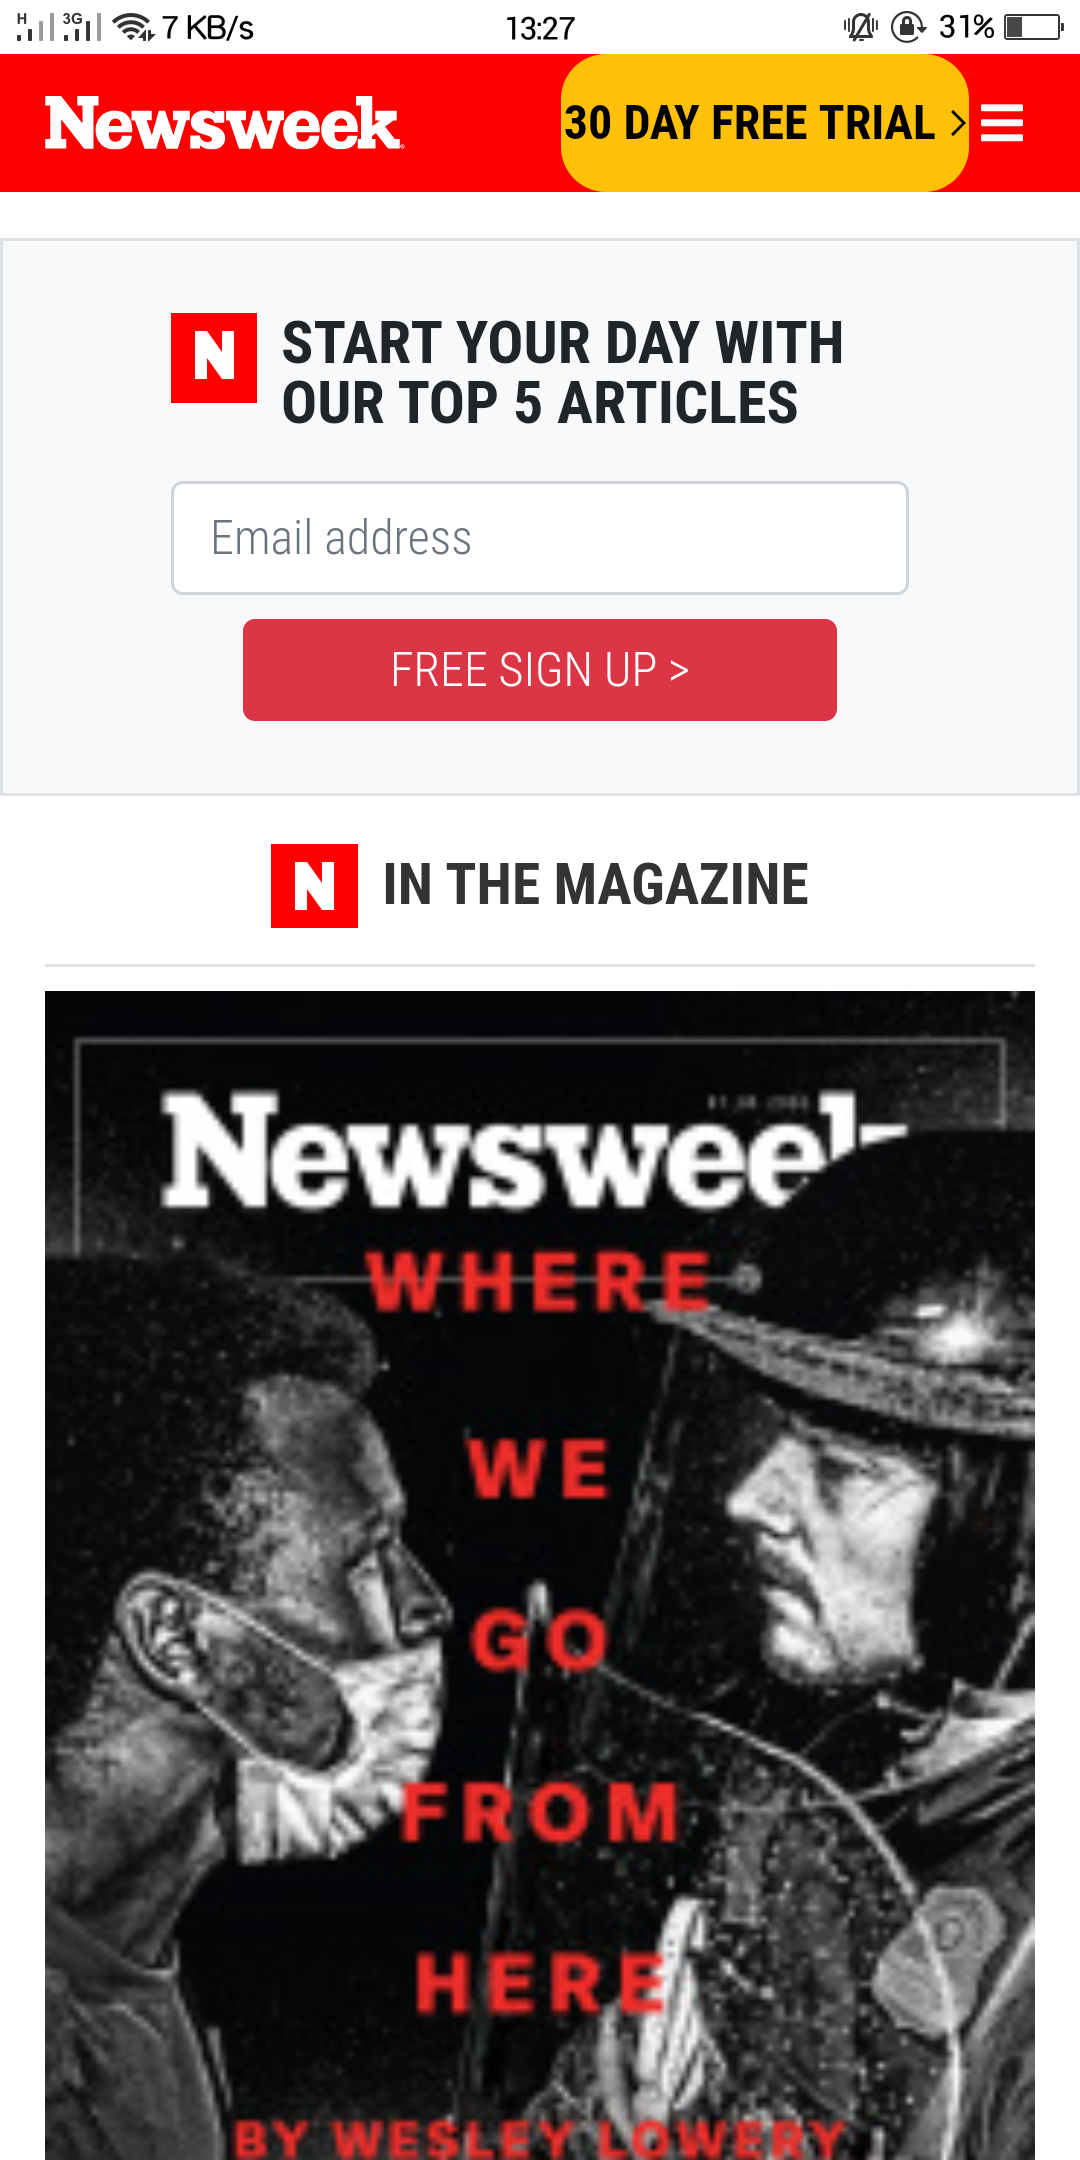 H 3G 7 KB/s 13:27 31%
Newsweek
30 DAY FREE TRIAL >
N START YOUR DAY WITH
OUR TOP 5 ARTICLES
Email address
FREE SIGN UP >
N IN THE MAGAZINE
Newsweek
WHERE
WE
GO
FROM
HERE
BY WESLEY LOWERY